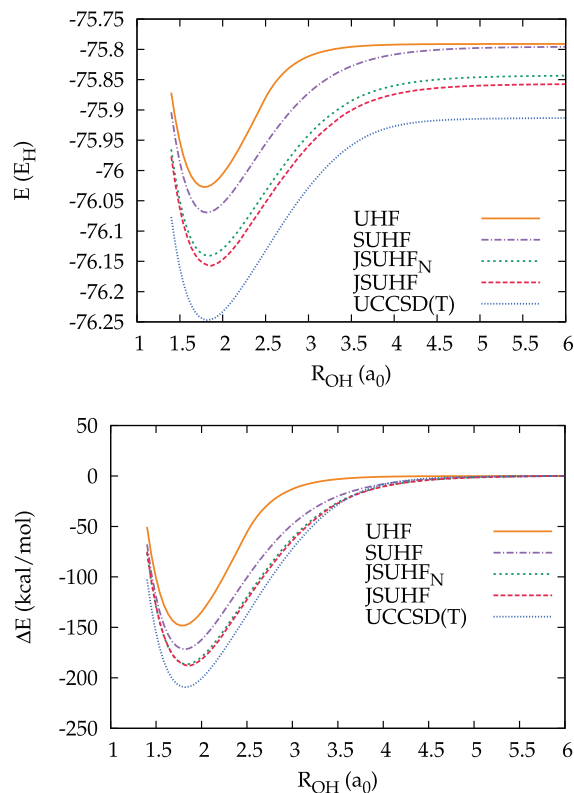 -75.75
-75.8
-75.85
-75.9
-75.95
-76
-76.05
-76.1
-76.15
-76.2
-76.25
E (E_H)
UHF
SUHF
JSUHF_N
JSUHF
UCCSD(T)
1 1.5 2 2.5 3 3.5 4 4.5 5 5.5 6
R_OH (a_0)
50
0
-50
-100
-150
-200
-250
ΔE (kcal/mol)
UHF
SUHF
JSUHF_N
JSUHF
UCCSD(T)
1 1.5 2 2.5 3 3.5 4 4.5 5 5.5 6
R_OH (a_0)